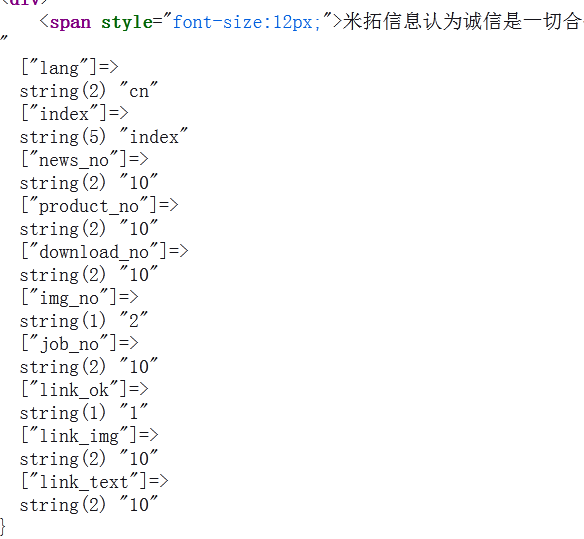 <div>
<span style="font-size:12px;">米拓信息认为诚信是一切合
"
["lang"]=>
string(2) "cn"
["index"]=>
string(5) "index"
["news_no"]=>
string(2) "10"
["product_no"]=>
string(2) "10"
["download_no"]=>
string(2) "10"
["img_no"]=>
string(1) "2"
["job_no"]=>
string(2) "10"
["link_ok"]=>
string(1) "1"
["link_img"]=>
string(2) "10"
["link_text"]=>
string(2) "10"
}